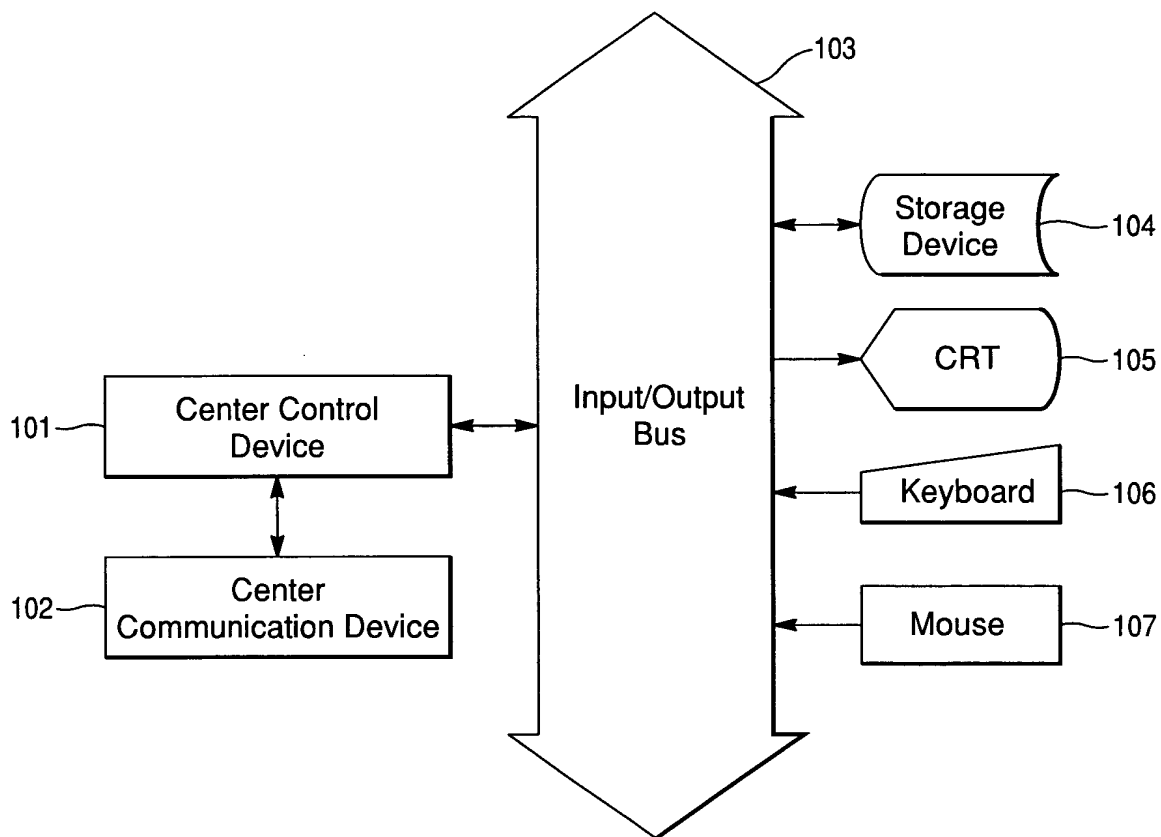 103
Storage
Device
104
CRT
105
Input/Output
Bus
Center Control
Device
101
Keyboard
106
Center
Communication Device
102
Mouse
107